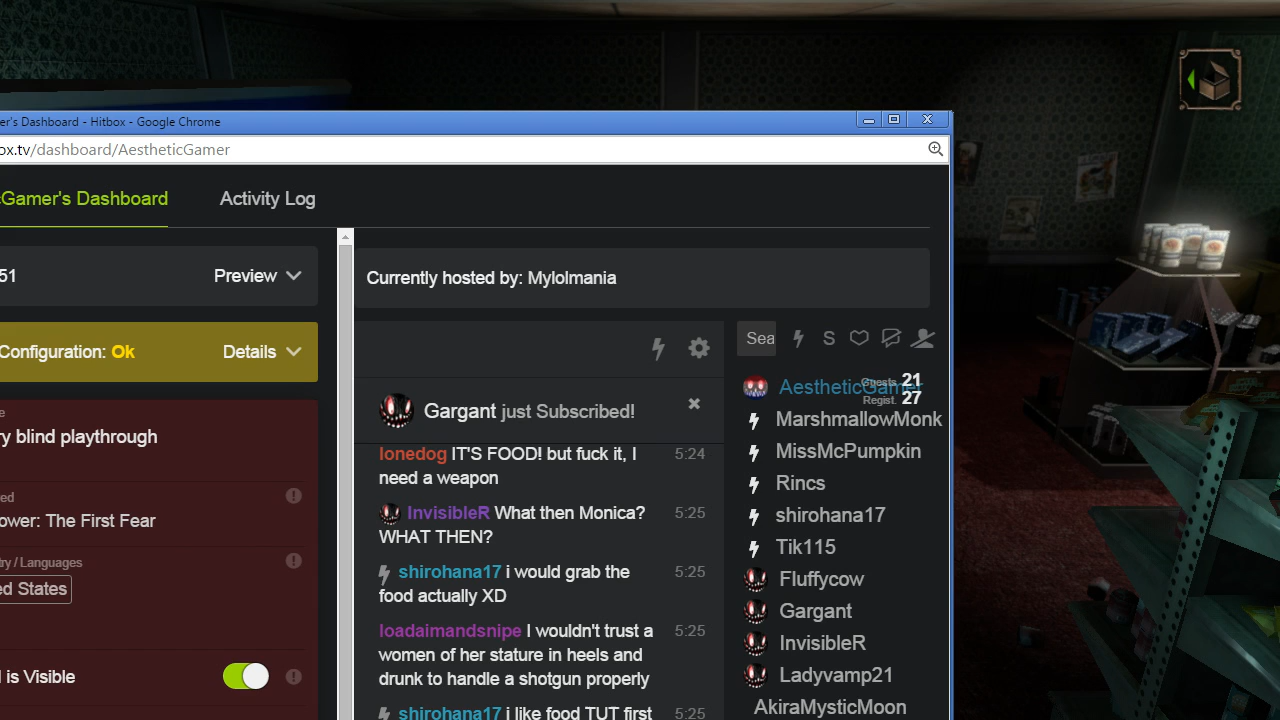 er's Dashboard - Hitbox - Google Chrome
ox.tv/dashboard/AestheticGamer
cGamer's Dashboard
Activity Log
51
Preview
Currently hosted by: Mylolmania
Configuration: Ok
Details
Sea
S
Gargant just Subscribed!
e
ry blind playthrough
ed
ower: The First Fear
try / Languages
ed States
l is Visible
lonedog IT'S FOOD! but fuck it, I
need a weapon
5:24
InvisibleR What then Monica?
WHAT THEN?
5:25
shirohana17 i would grab the
food actually XD
5:25
loadaimandsnipe I wouldn't trust a
women of her stature in heels and
drunk to handle a shotgun properly
5:25
shirohana17 i like food TUT first
5:25
AestheticGamer
Guests 21
Regist. 27
MarshmallowMonk
MissMcPumpkin
Rincs
shirohana17
Tik115
Fluffycow
Gargant
InvisibleR
Ladyvamp21
AkiraMysticMoon